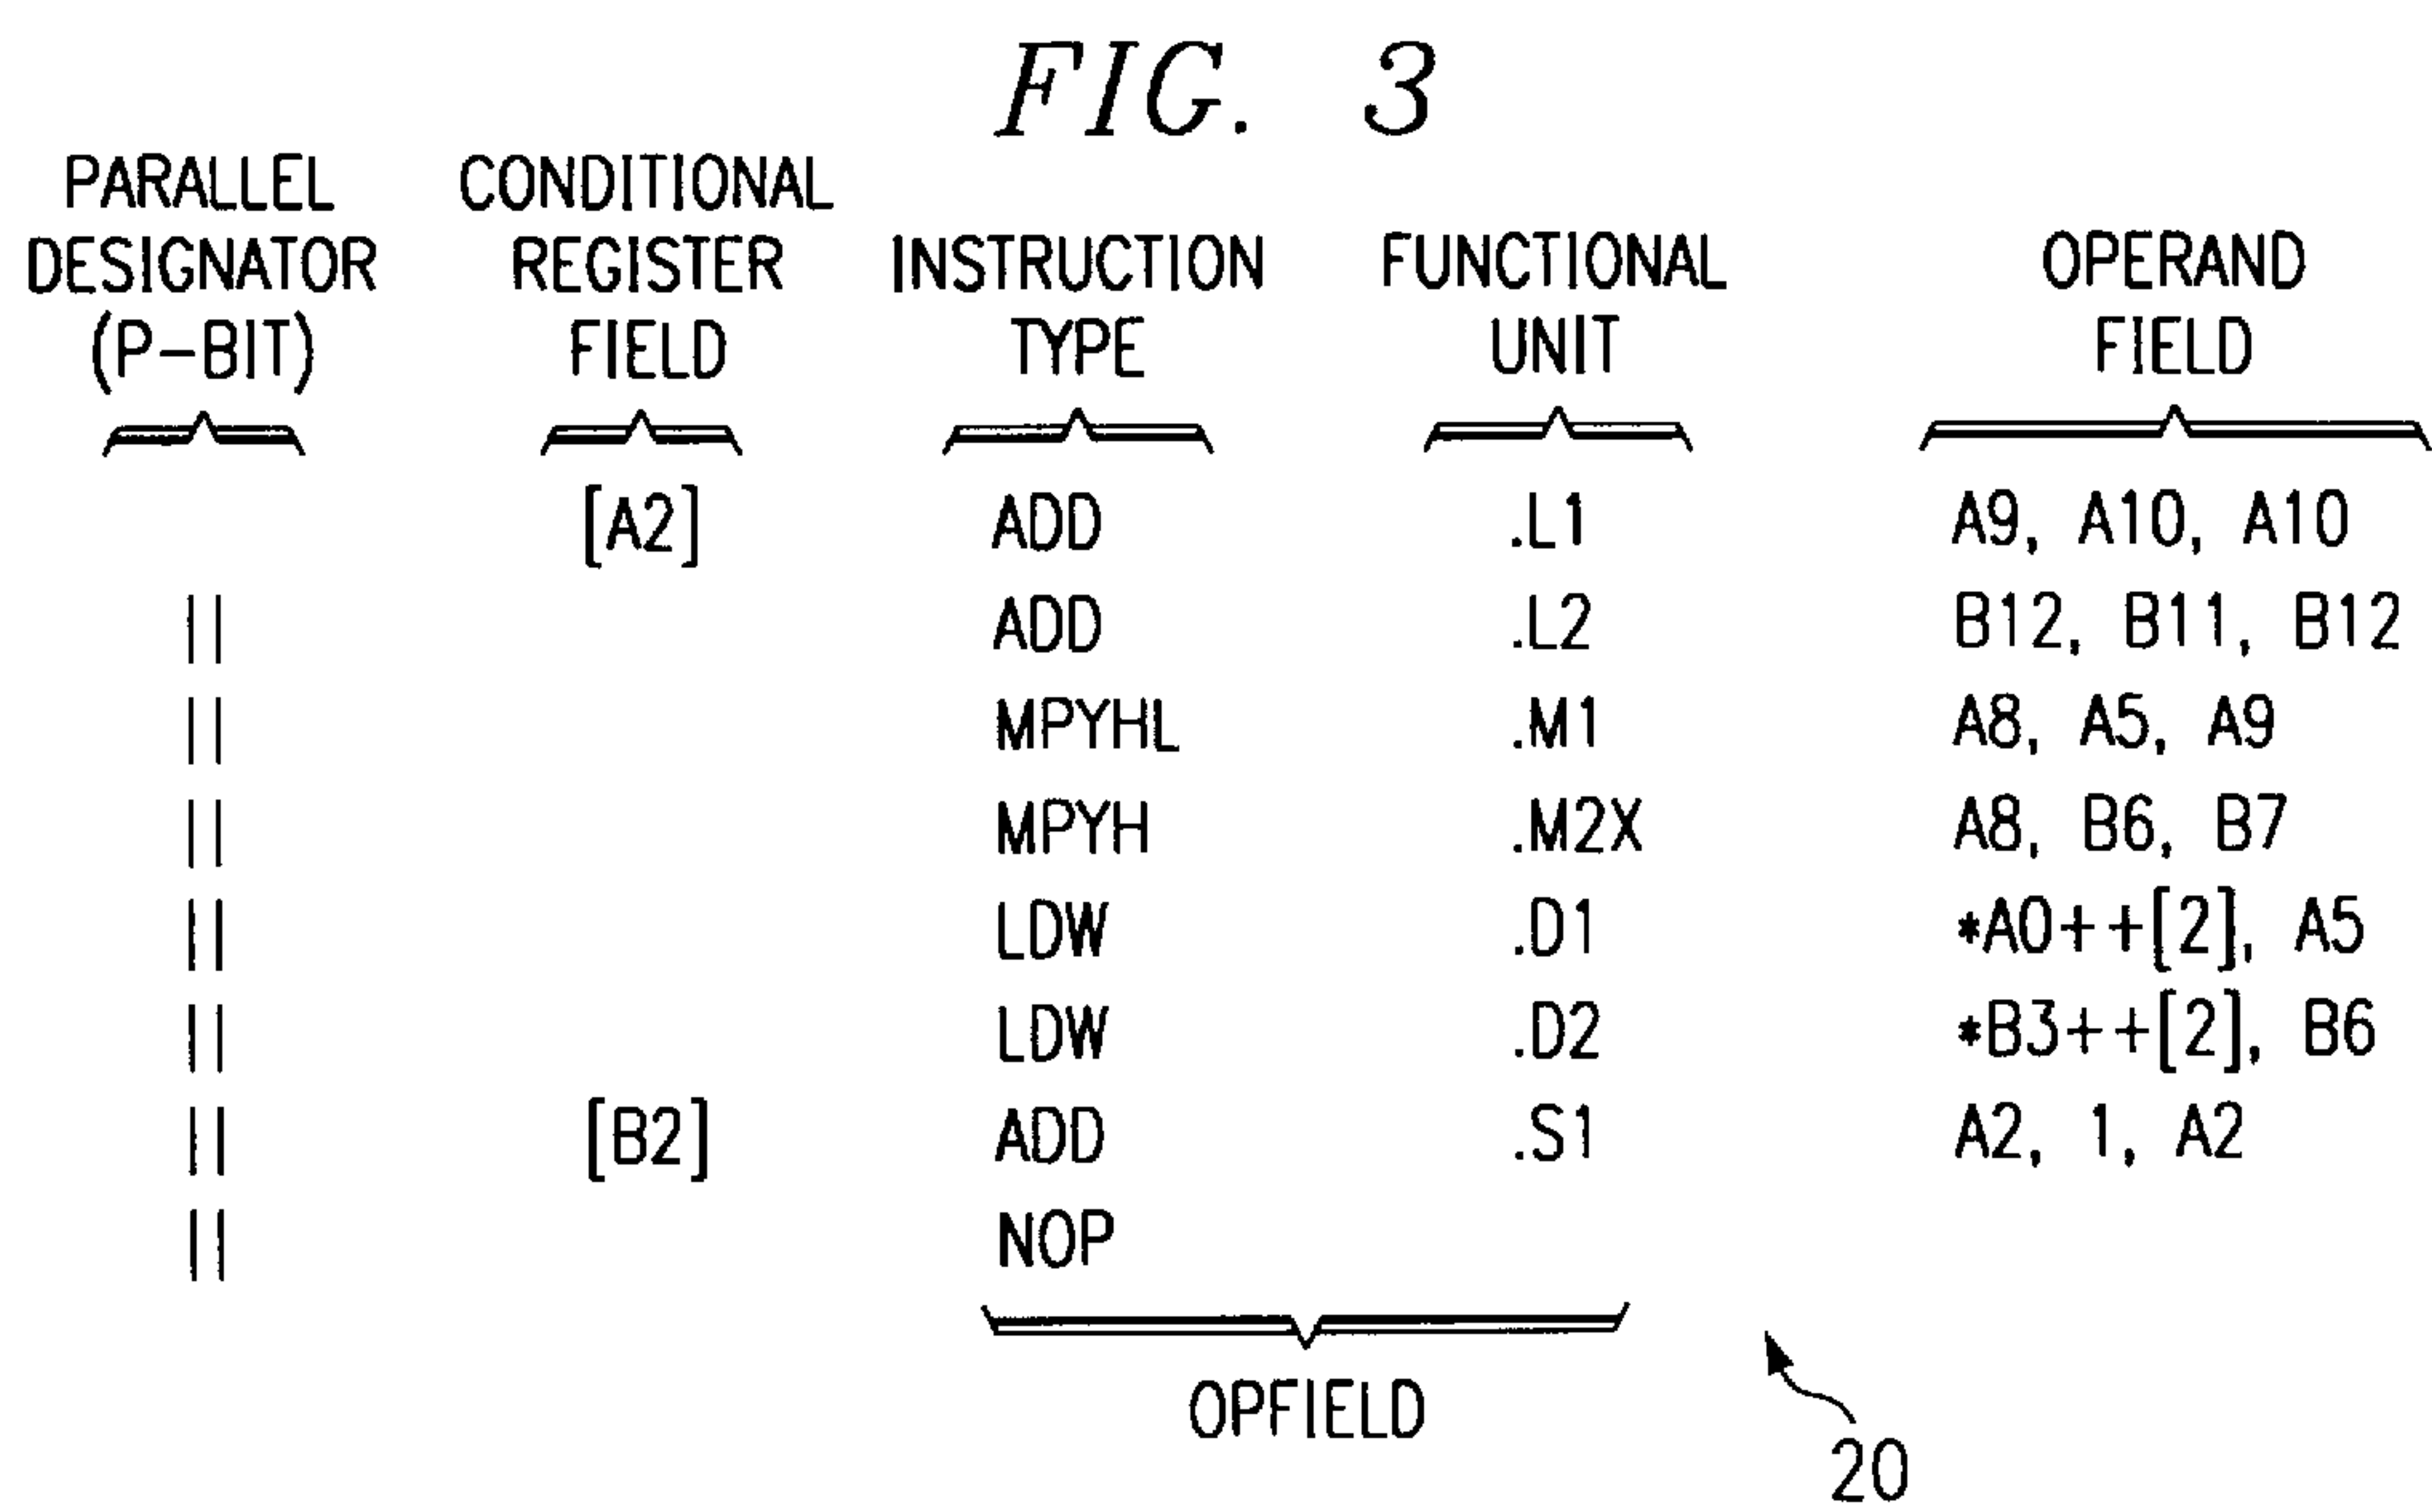 FIG. 3
PARALLEL DESIGNATOR (P-BIT)
CONDITIONAL REGISTER FIELD
INSTRUCTION TYPE
FUNCTIONAL UNIT
OPERAND FIELD
[A2] ADD .L1 A9, A10, A10
|| ADD .L2 B12, B11, B12
|| MPYHL .M1 A8, A5, A9
|| MPYH .M2X A8, B6, B7
|| LDW .D1 *A0++[2], A5
|| LDW .D2 *B3++[2], B6
|| [B2] ADD .S1 A2, 1, A2
|| NOP
OPFIELD
20